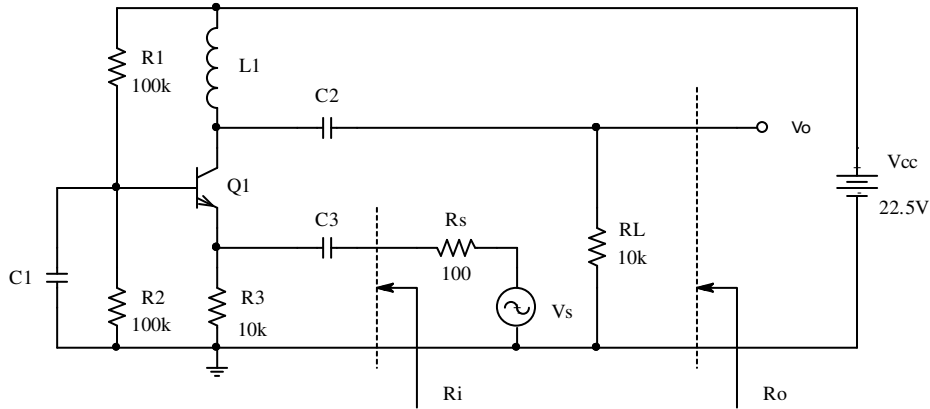 R1
100k
L1
C2
Vo
Vcc
22.5V
Q1
C3
Rs
100
RL
10k
C1
R2
100k
R3
10k
Vs
Ri
Ro